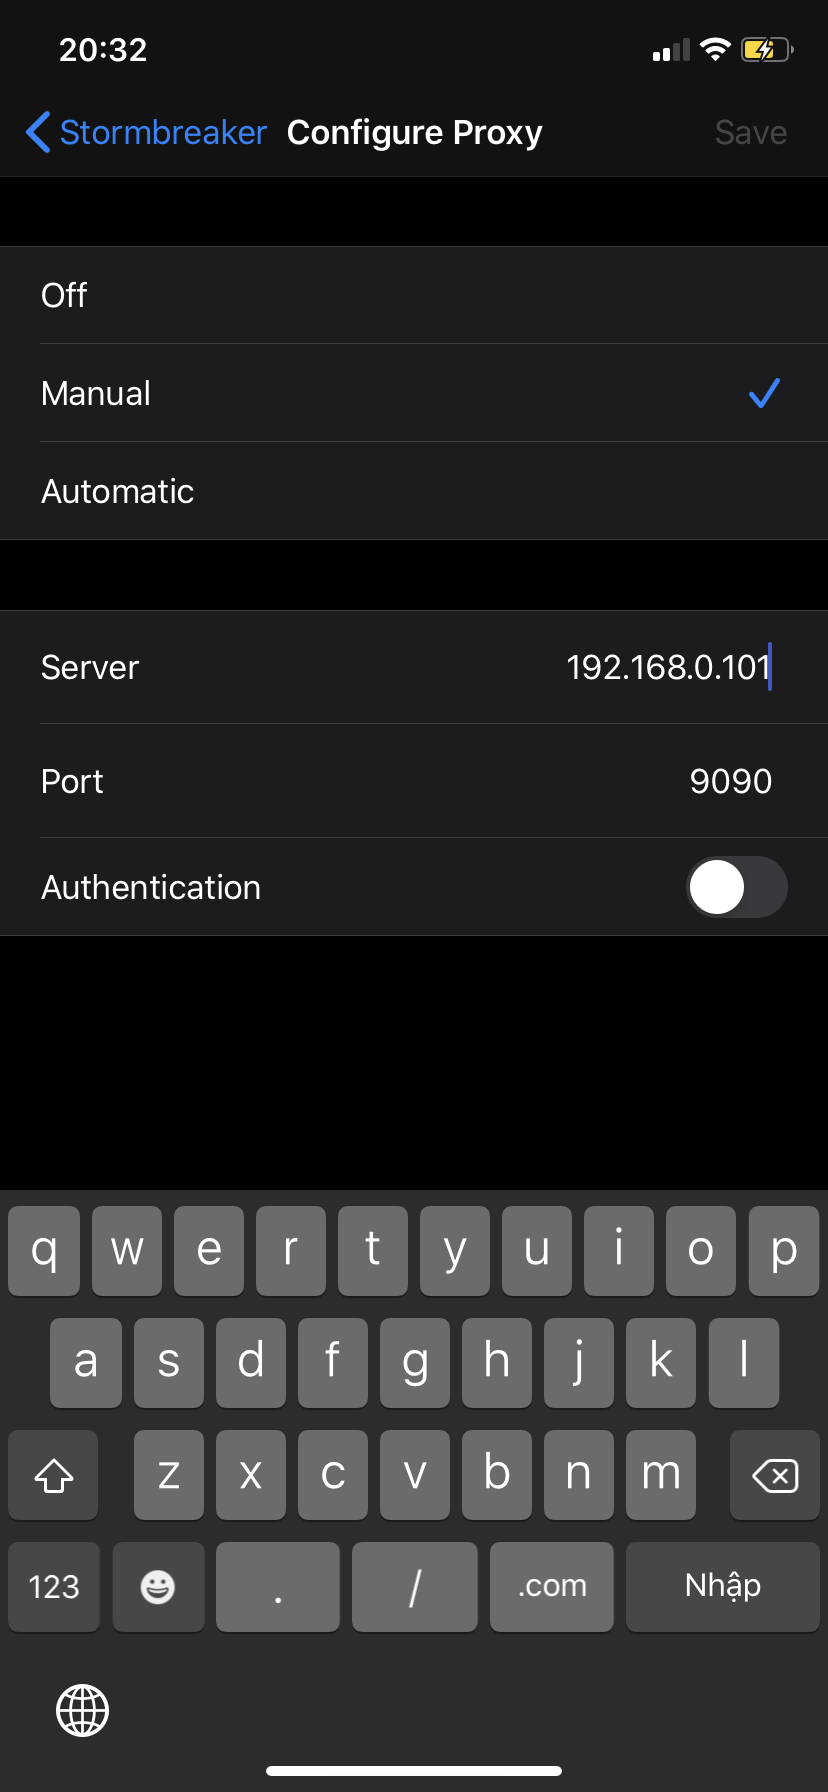 20:32
Stormbreaker Configure Proxy Save
Off
Manual
Automatic
Server 192.168.0.101
Port 9090
Authentication
q w e r t y u i o p
a s d f g h j k l
z x c v b n m
123 . / .com Nhập